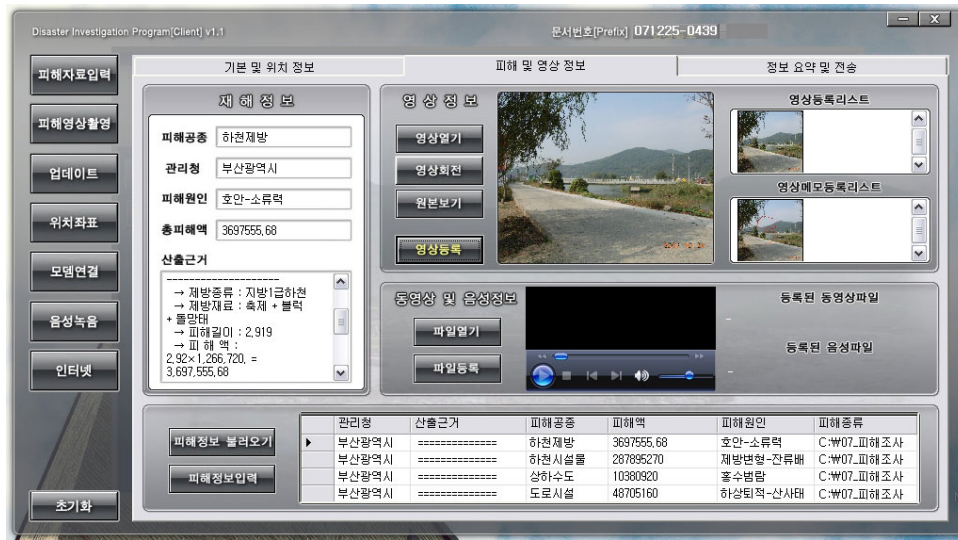 Disaster Investigation Program[Client] v1.1
문서번호[Prefix] 071225-0439
피해자료입력
피해영상촬영
업데이트
위치좌표
모뎀연결
음성녹음
인터넷
초기화
기본 및 위치 정보
피해 및 영상 정보
정보 요약 및 전송
재 해 정 보
피해공종 하천제방
관리청 부산광역시
피해원인 호안-소류력
총피해액 3697555,68
산출근거
--------------------
→ 제방종류 : 지방1급하천
→ 제방재료 : 축제 + 블럭
+ 돌망태
→ 피해길이 : 2,919
→ 피 해 액 :
2,92×1,266,720, =
3,697,555,68
영 상 정 보
영상열기
영상회전
원본보기
영상등록
영상등록리스트
영상메모등록리스트
동영상 및 음성정보
파일열기
파일등록
등록된 동영상파일
-
등록된 음성파일
-
피해정보 불러오기
피해정보입력
관리청 산출근거 피해공종 피해액 피해원인 피해종류
부산광역시 ============== 하천제방 3697555,68 호안-소류력 C:₩07_피해조사
부산광역시 ============== 하천시설물 287895270 제방변형-잔류배 C:₩07_피해조사
부산광역시 ============== 상하수도 10380920 홍수범람 C:₩07_피해조사
부산광역시 ============== 도로시설 48705160 하상퇴적-산사태 C:₩07_피해조사